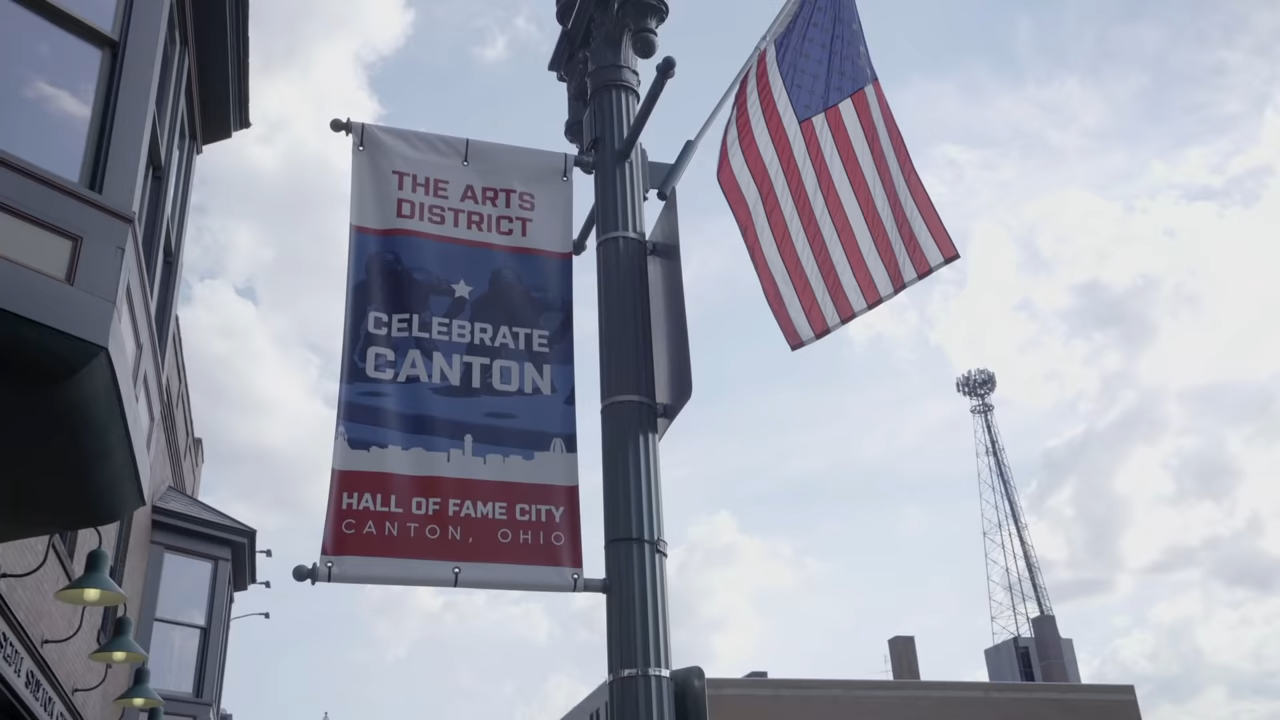 THE ARTS
DISTRICT
CELEBRATE
CANTON
HALL OF FAME CITY
CANTON, OHIO